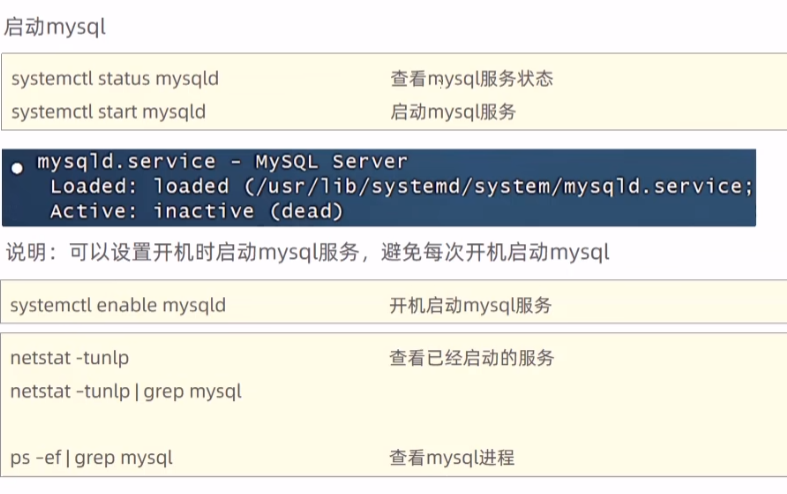 启动mysql
systemctl status mysqld 查看mysql服务状态
systemctl start mysqld 启动mysql服务
● mysqld.service - MySQL Server
Loaded: loaded (/usr/lib/systemd/system/mysqld.service;
Active: inactive (dead)
说明：可以设置开机时启动mysql服务，避免每次开机启动mysql
systemctl enable mysqld 开机启动mysql服务
netstat -tunlp 查看已经启动的服务
netstat -tunlp | grep mysql
ps –ef | grep mysql 查看mysql进程